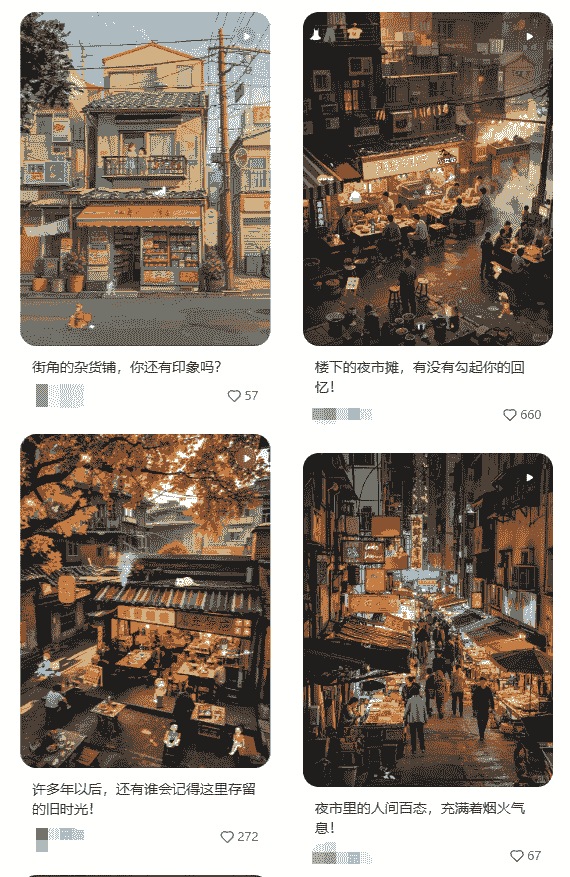 街角的杂货铺，你还有印象吗？
57
楼下的夜市摊，有没有勾起你的回
忆！
660
许多年以后，还有谁会记得这里存留
的旧时光！
272
夜市里的人间百态，充满着烟火气
息！
67